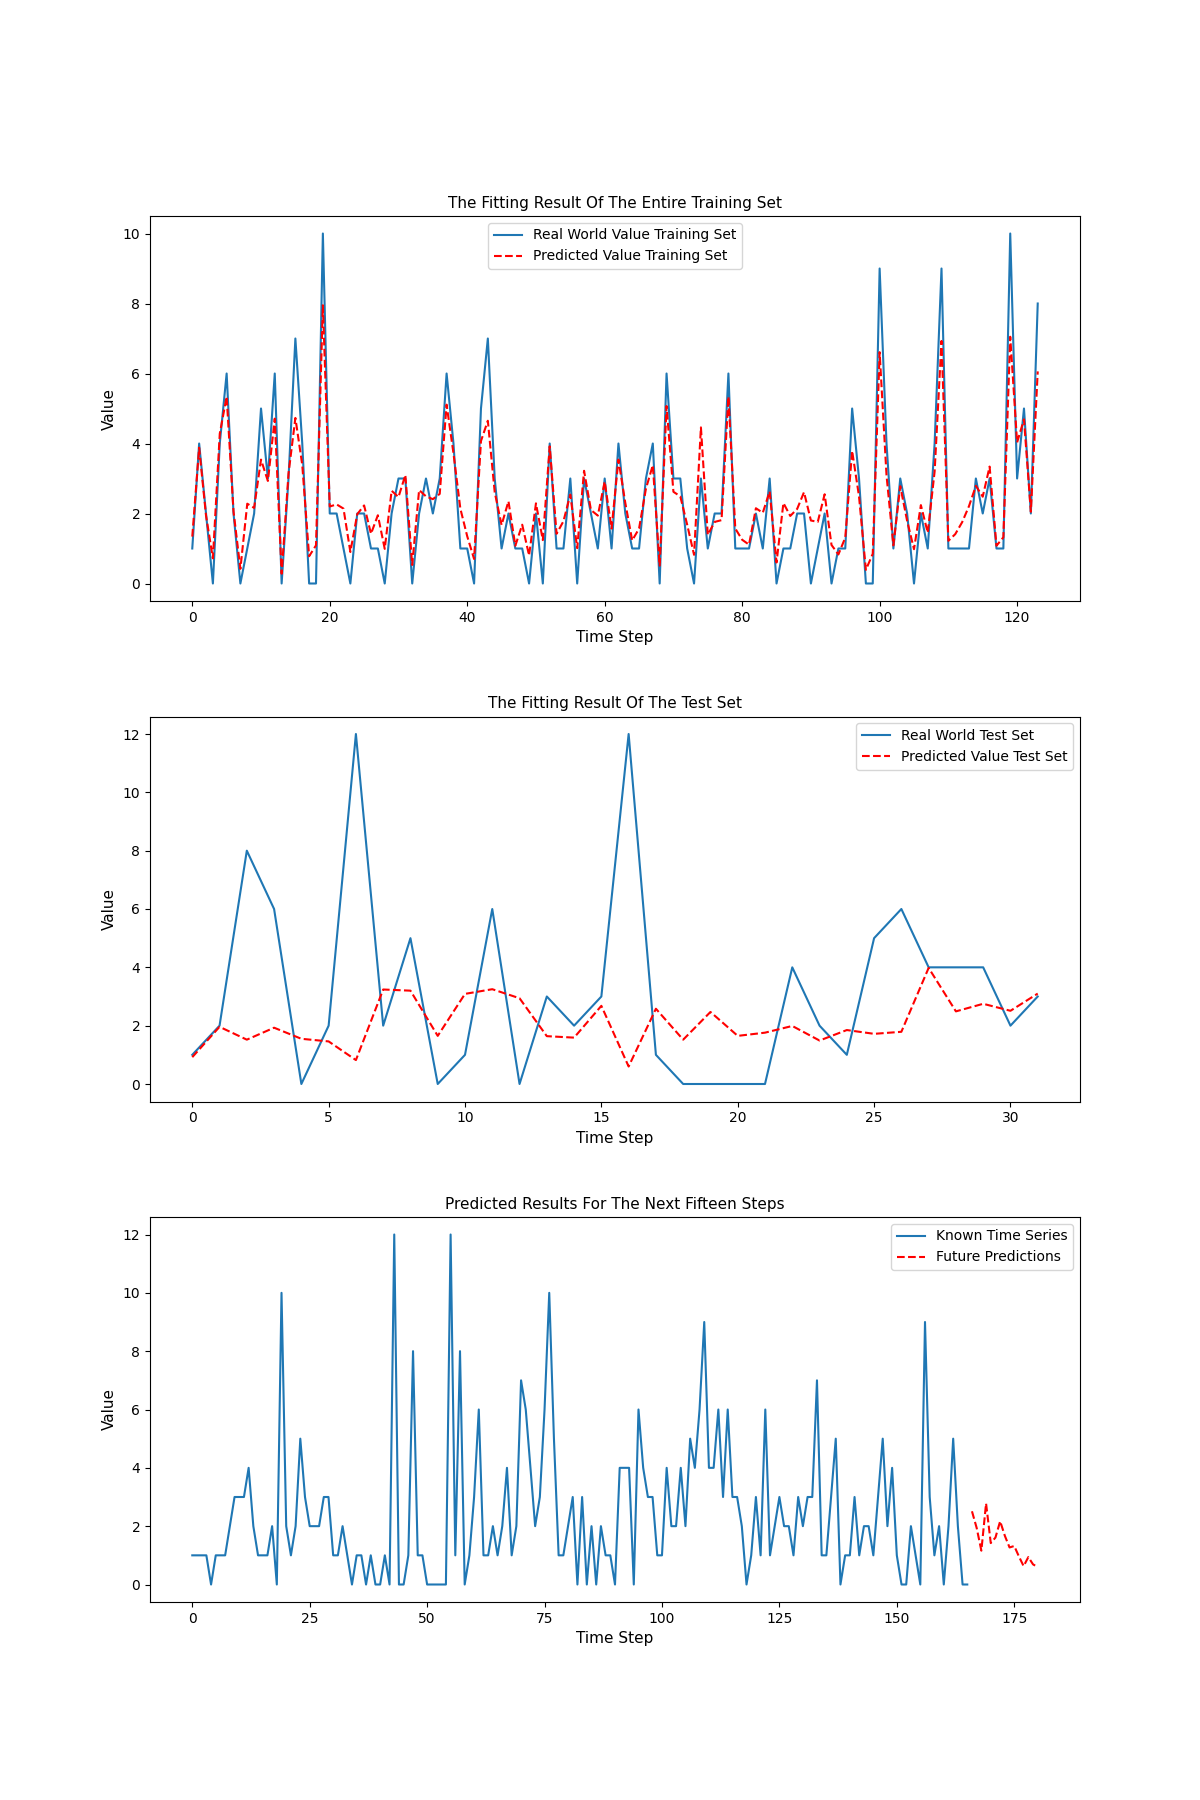 The Fitting Result Of The Entire Training Set
Real World Value Training Set
Predicted Value Training Set
10
8
6
4
2
0
Value
0 20 40 60 80 100 120
Time Step
The Fitting Result Of The Test Set
Real World Test Set
Predicted Value Test Set
12
10
8
6
4
2
0
Value
0 5 10 15 20 25 30
Time Step
Predicted Results For The Next Fifteen Steps
Known Time Series
Future Predictions
12
10
8
6
4
2
0
Value
0 25 50 75 100 125 150 175
Time Step